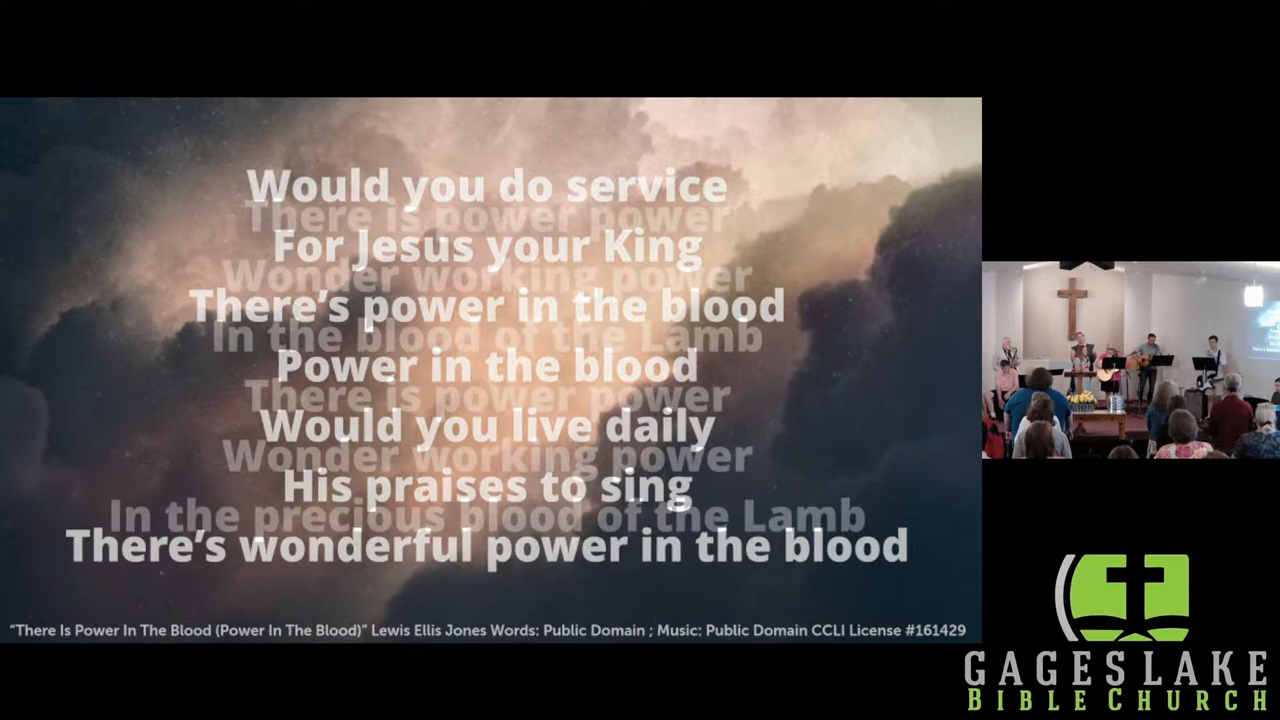 Would you do service
There is power power
For Jesus your King
Wonder working power
There's power in the blood
In the blood of the Lamb
Power in the blood
There is power power
Would you live daily
Wonder working power
His praises to sing
In the precious blood of the Lamb
There's wonderful power in the blood
“There Is Power In The Blood (Power In The Blood)” Lewis Ellis Jones Words: Public Domain ; Music: Public Domain CCLI License #161429
GAGESLAKE
BIBLE CHURCH